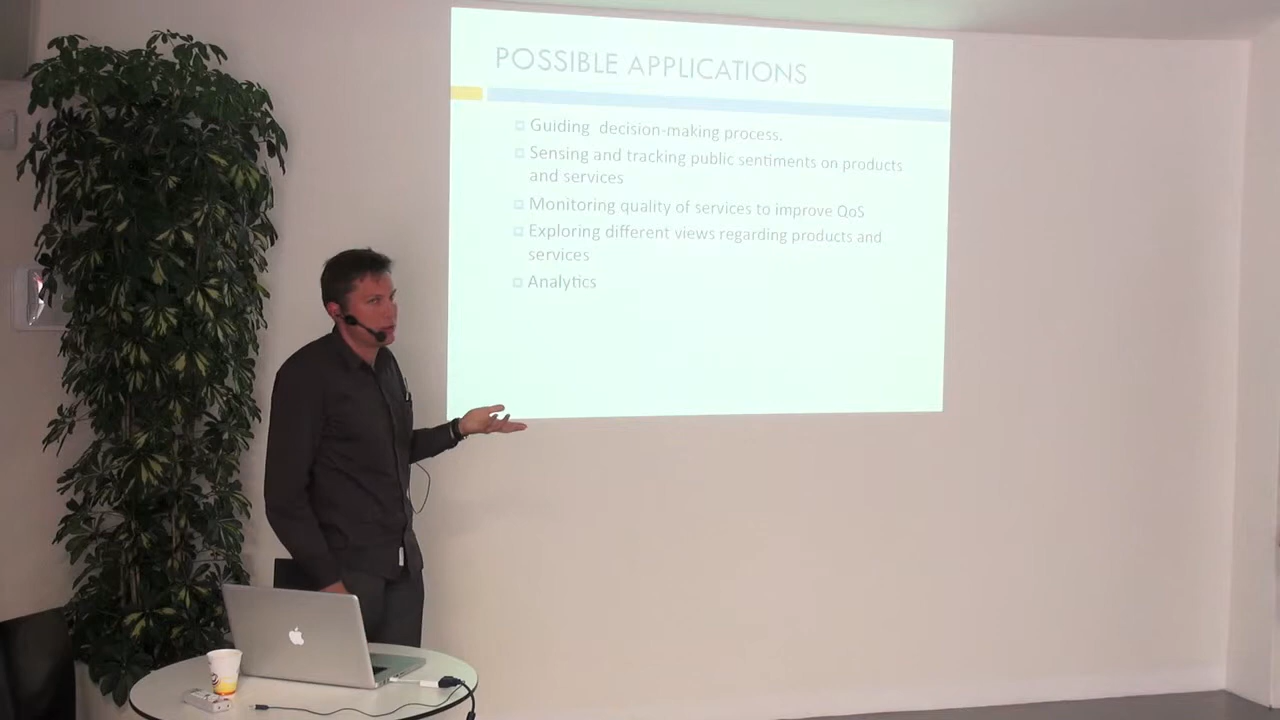 POSSIBLE APPLICATIONS
Guiding decision-making process.
Sensing and tracking public sentiments on products
and services
Monitoring quality of services to improve QoS
Exploring different views regarding products and
services
Analytics